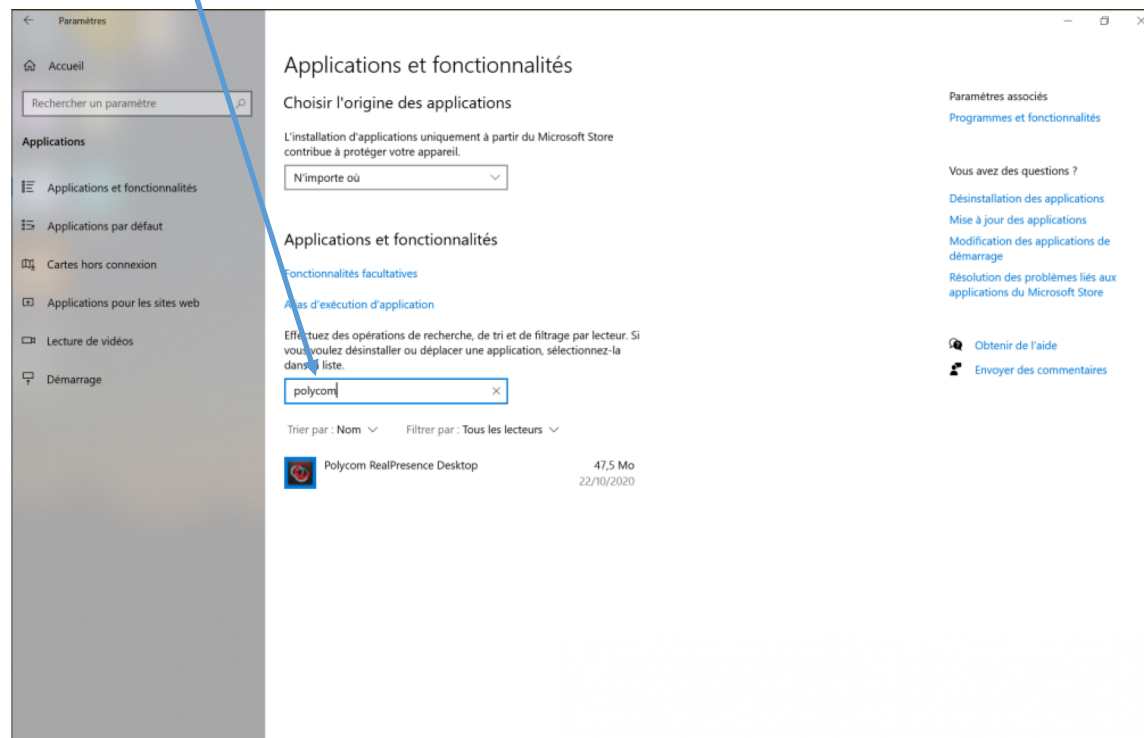 Paramètres
Accueil
Rechercher un paramètre
Applications
Applications et fonctionnalités
Applications par défaut
Cartes hors connexion
Applications pour les sites web
Lecture de vidéos
Démarrage
Applications et fonctionnalités
Choisir l'origine des applications
L'installation d'applications uniquement à partir du Microsoft Store
contribue à protéger votre appareil.
N'importe où
Applications et fonctionnalités
Fonctionnalités facultatives
Alias d'exécution d'application
Effectuez des opérations de recherche, de tri et de filtrage par lecteur. Si
vous voulez désinstaller ou déplacer une application, sélectionnez-la
dans la liste.
polycom
Trier par : Nom
Filtrer par : Tous les lecteurs
Polycom RealPresence Desktop
47,5 Mo
22/10/2020
Paramètres associés
Programmes et fonctionnalités
Vous avez des questions ?
Désinstallation des applications
Mise à jour des applications
Modification des applications de
démarrage
Résolution des problèmes liés aux
applications du Microsoft Store
Obtenir de l'aide
Envoyer des commentaires